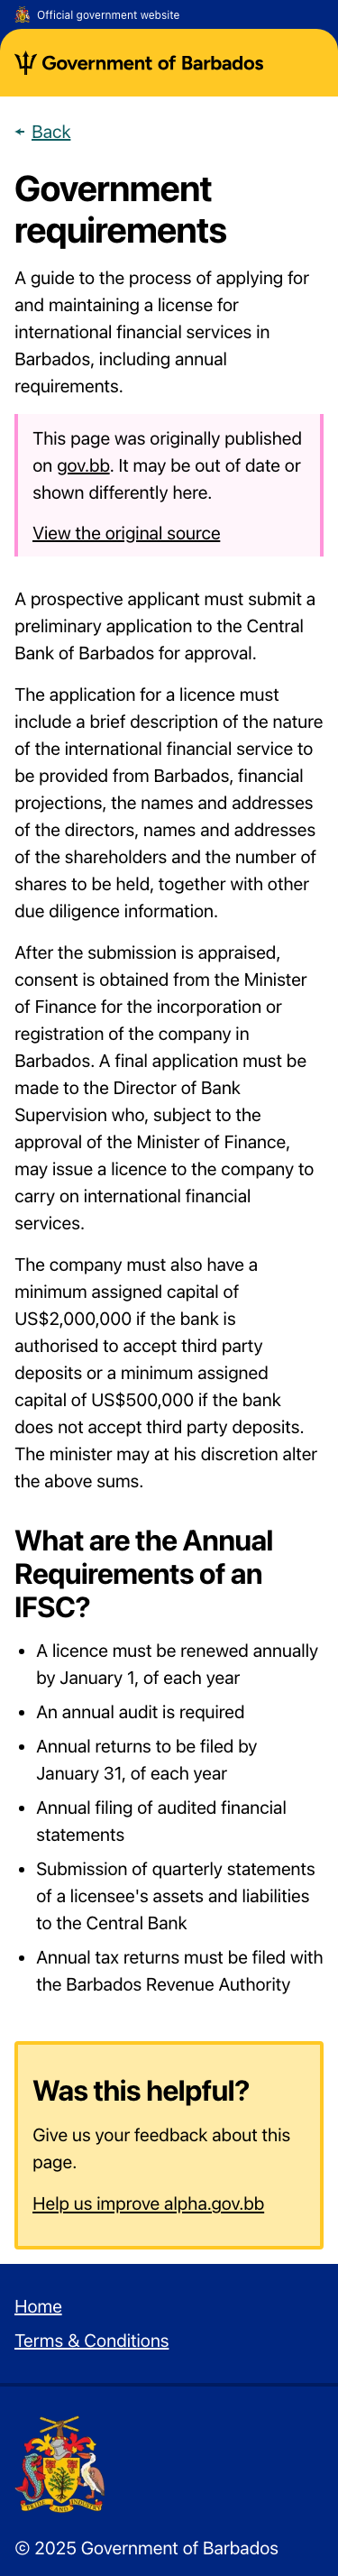 Official government website
Government of Barbados
Back
Government
requirements
A guide to the process of applying for
and maintaining a license for
international financial services in
Barbados, including annual
requirements.
This page was originally published
on gov.bb. It may be out of date or
shown differently here.
View the original source
A prospective applicant must submit a
preliminary application to the Central
Bank of Barbados for approval.
The application for a licence must
include a brief description of the nature
of the international financial service to
be provided from Barbados, financial
projections, the names and addresses
of the directors, names and addresses
of the shareholders and the number of
shares to be held, together with other
due diligence information.
After the submission is appraised,
consent is obtained from the Minister
of Finance for the incorporation or
registration of the company in
Barbados. A final application must be
made to the Director of Bank
Supervision who, subject to the
approval of the Minister of Finance,
may issue a licence to the company to
carry on international financial
services.
The company must also have a
minimum assigned capital of
US$2,000,000 if the bank is
authorised to accept third party
deposits or a minimum assigned
capital of US$500,000 if the bank
does not accept third party deposits.
The minister may at his discretion alter
the above sums.
What are the Annual
Requirements of an
IFSC?
• A licence must be renewed annually
by January 1, of each year
• An annual audit is required
• Annual returns to be filed by
January 31, of each year
• Annual filing of audited financial
statements
• Submission of quarterly statements
of a licensee's assets and liabilities
to the Central Bank
• Annual tax returns must be filed with
the Barbados Revenue Authority
Was this helpful?
Give us your feedback about this
page.
Help us improve alpha.gov.bb
Home
Terms & Conditions
PRIDE AND INDUSTRY
© 2025 Government of Barbados